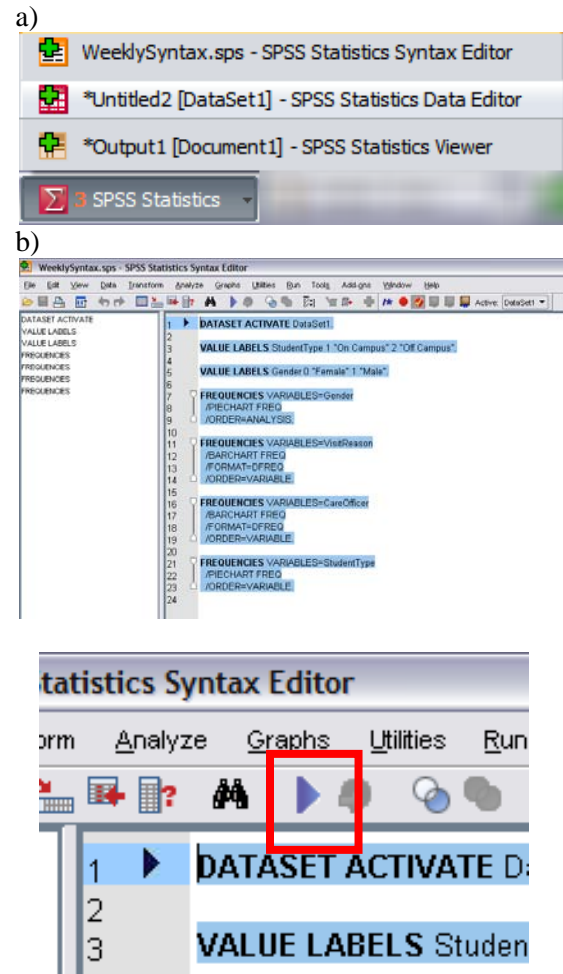 a)
WeeklySyntax.sps - SPSS Statistics Syntax Editor
*Untitled2 [DataSet1] - SPSS Statistics Data Editor
*Output1 [Document1] - SPSS Statistics Viewer
3 SPSS Statistics
b)
WeeklySyntax.sps - SPSS Statistics Syntax Editor
File Edit View Data Transform Analyze Graphs Utilities Run Tools Add-ons Window Help
Active: DataSet1
DATASET ACTIVATE
VALUE LABELS
VALUE LABELS
FREQUENCIES
FREQUENCIES
FREQUENCIES
FREQUENCIES
1 DATASET ACTIVATE DataSet1.
2
3 VALUE LABELS StudentType 1 "On Campus" 2 "Off Campus".
4
5 VALUE LABELS Gender 0 "Female" 1 "Male".
6
7 FREQUENCIES VARIABLES=Gender
8 /PIECHART FREQ
9 /ORDER=ANALYSIS.
10
11 FREQUENCIES VARIABLES=VisitReason
12 /BARCHART FREQ
13 /FORMAT=DFREQ
14 /ORDER=VARIABLE.
15
16 FREQUENCIES VARIABLES=CareOfficer
17 /BARCHART FREQ
18 /FORMAT=DFREQ
19 /ORDER=VARIABLE.
20
21 FREQUENCIES VARIABLES=StudentType
22 /PIECHART FREQ
23 /ORDER=VARIABLE.
24
tatistics Syntax Editor
orm Analyze Graphs Utilities Run
1 DATASET ACTIVATE Da
2
3 VALUE LABELS Studen